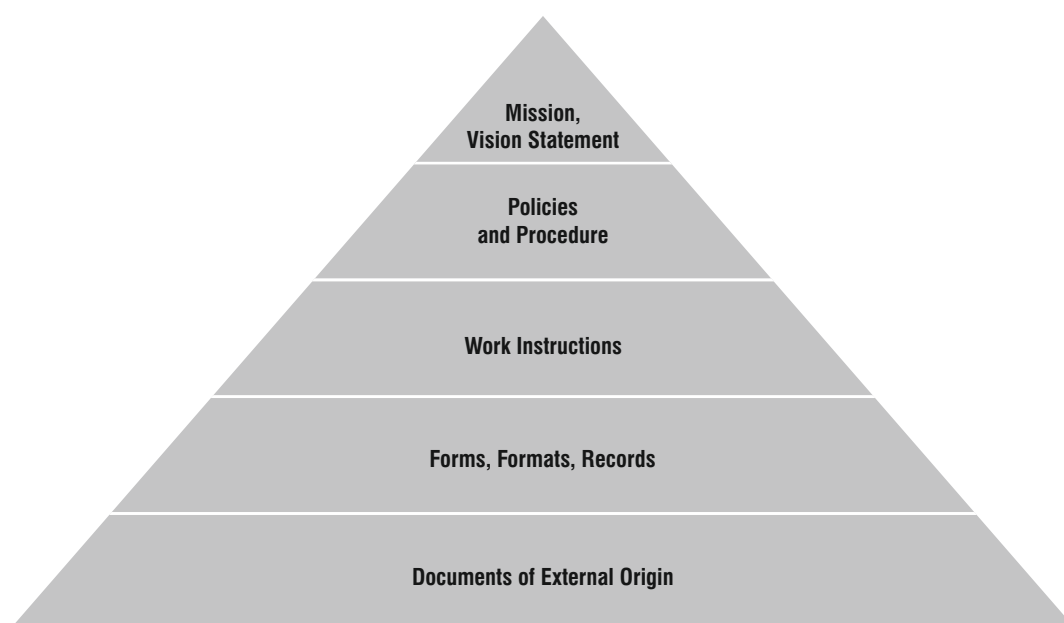 Mission,
Vision Statement
Policies
and Procedure
Work Instructions
Forms, Formats, Records
Documents of External Origin